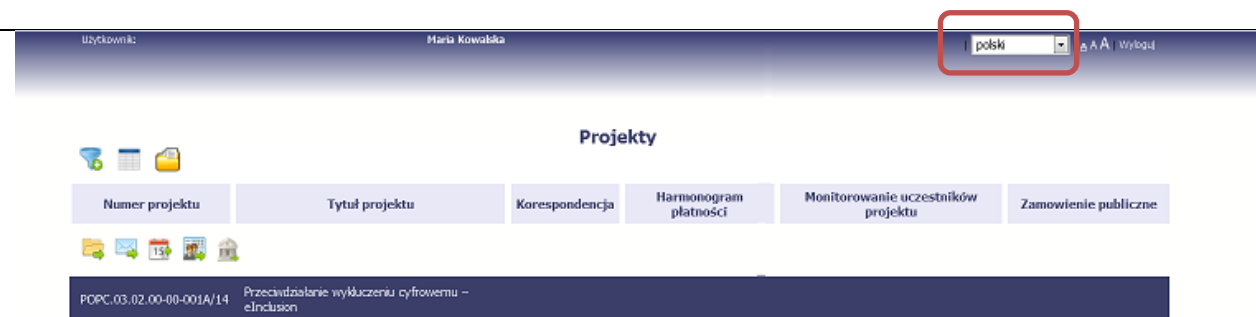 Użytkownik: Maria Kowalska | polski A A A | Wyloguj
Projekty
Numer projektu Tytuł projektu Korespondencja Harmonogram płatności Monitorowanie uczestników projektu Zamowienie publiczne
15
POPC.03.02.00-00-001A/14 Przeciwdziałanie wykluczeniu cyfrowemu –
eInclusion